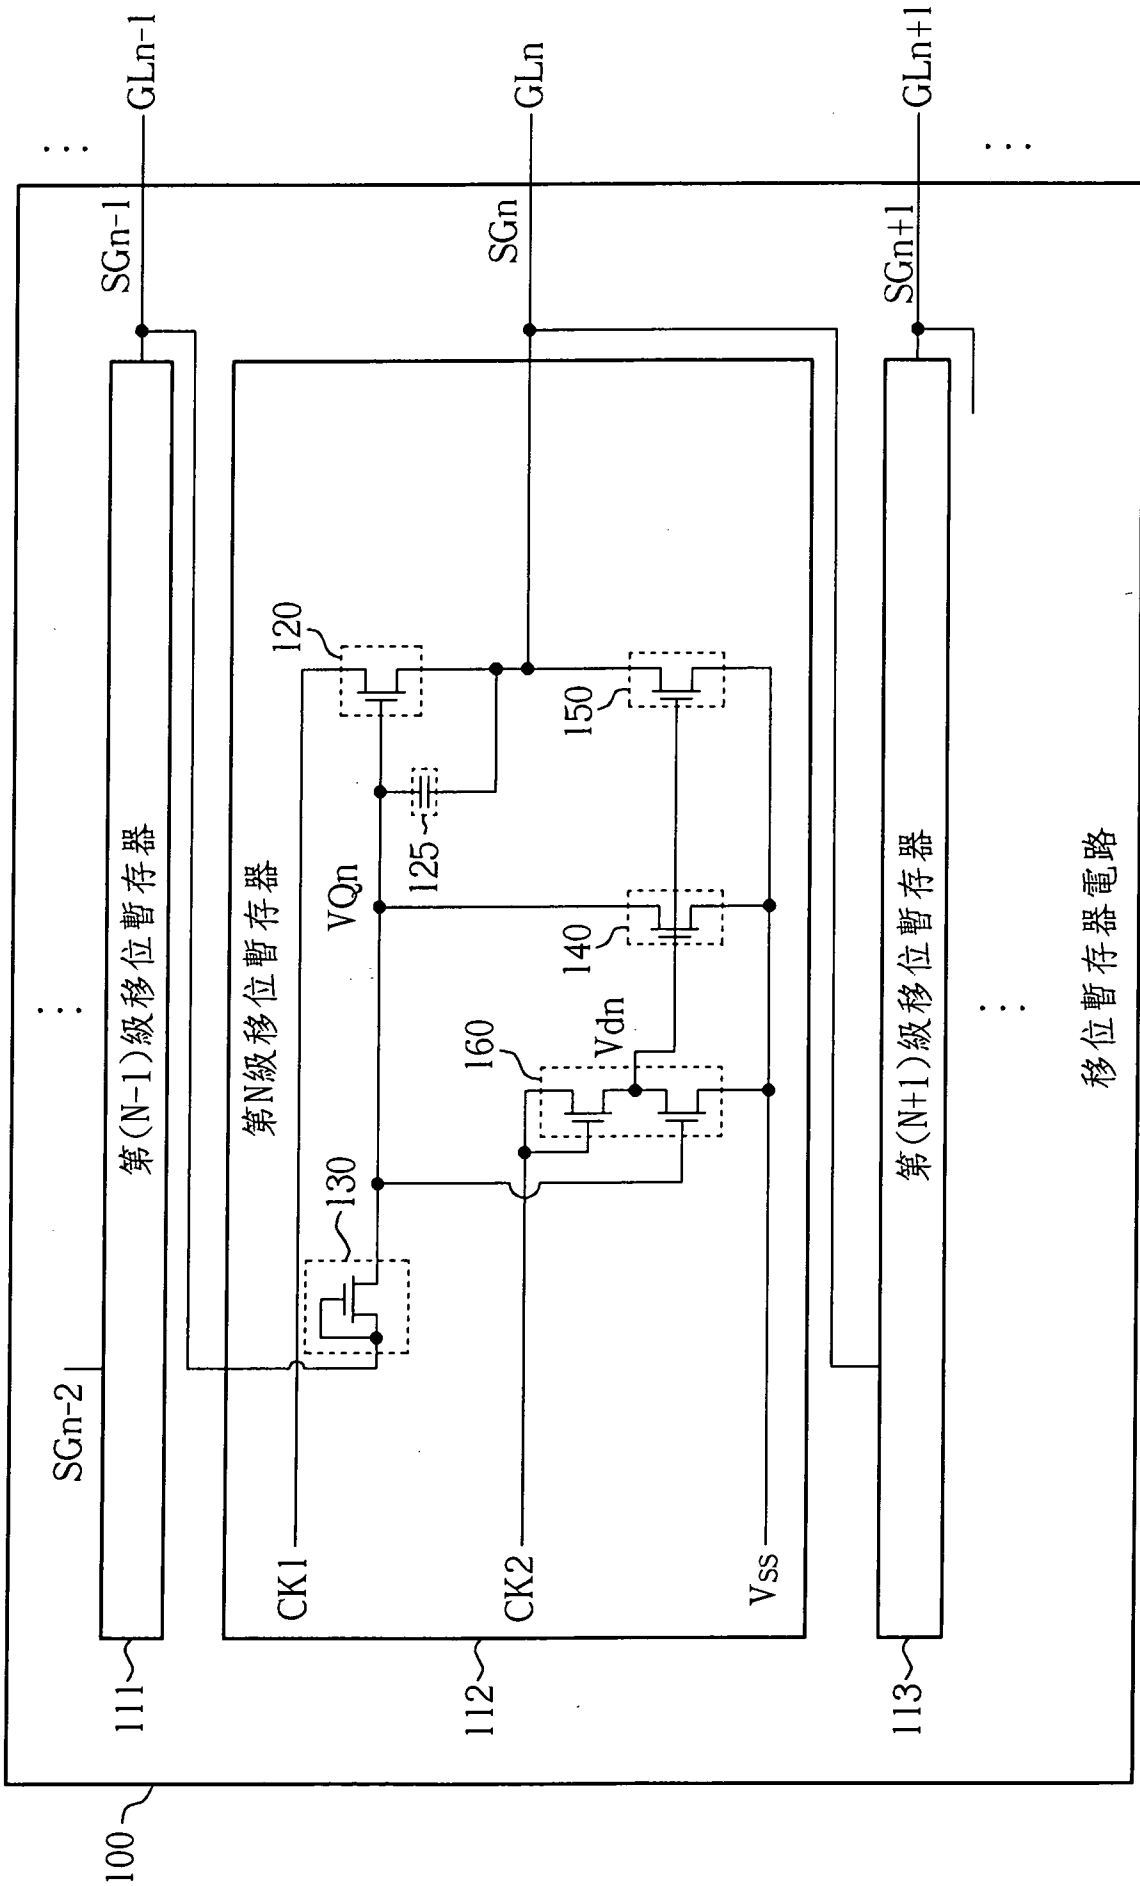 100
111
112
113
SGn-2
...
第(N-1)級移位暫存器
SGn-1
GLn-1
...
第N級移位暫存器
CK1
130
VQn
120
125
CK2
160
Vdn
140
150
SGn
GLn
Vss
第(N+1)級移位暫存器
SGn+1
GLn+1
...
...
移位暫存器電路